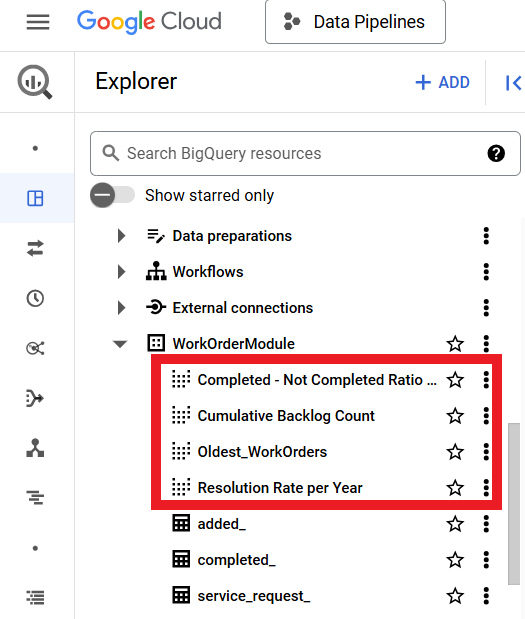 Google Cloud
Data Pipelines
Explorer
+ ADD
Search BigQuery resources
Show starred only
Data preparations
Workflows
External connections
WorkOrderModule
Completed - Not Completed Ratio ...
Cumulative Backlog Count
Oldest_WorkOrders
Resolution Rate per Year
added_
completed_
service_request_